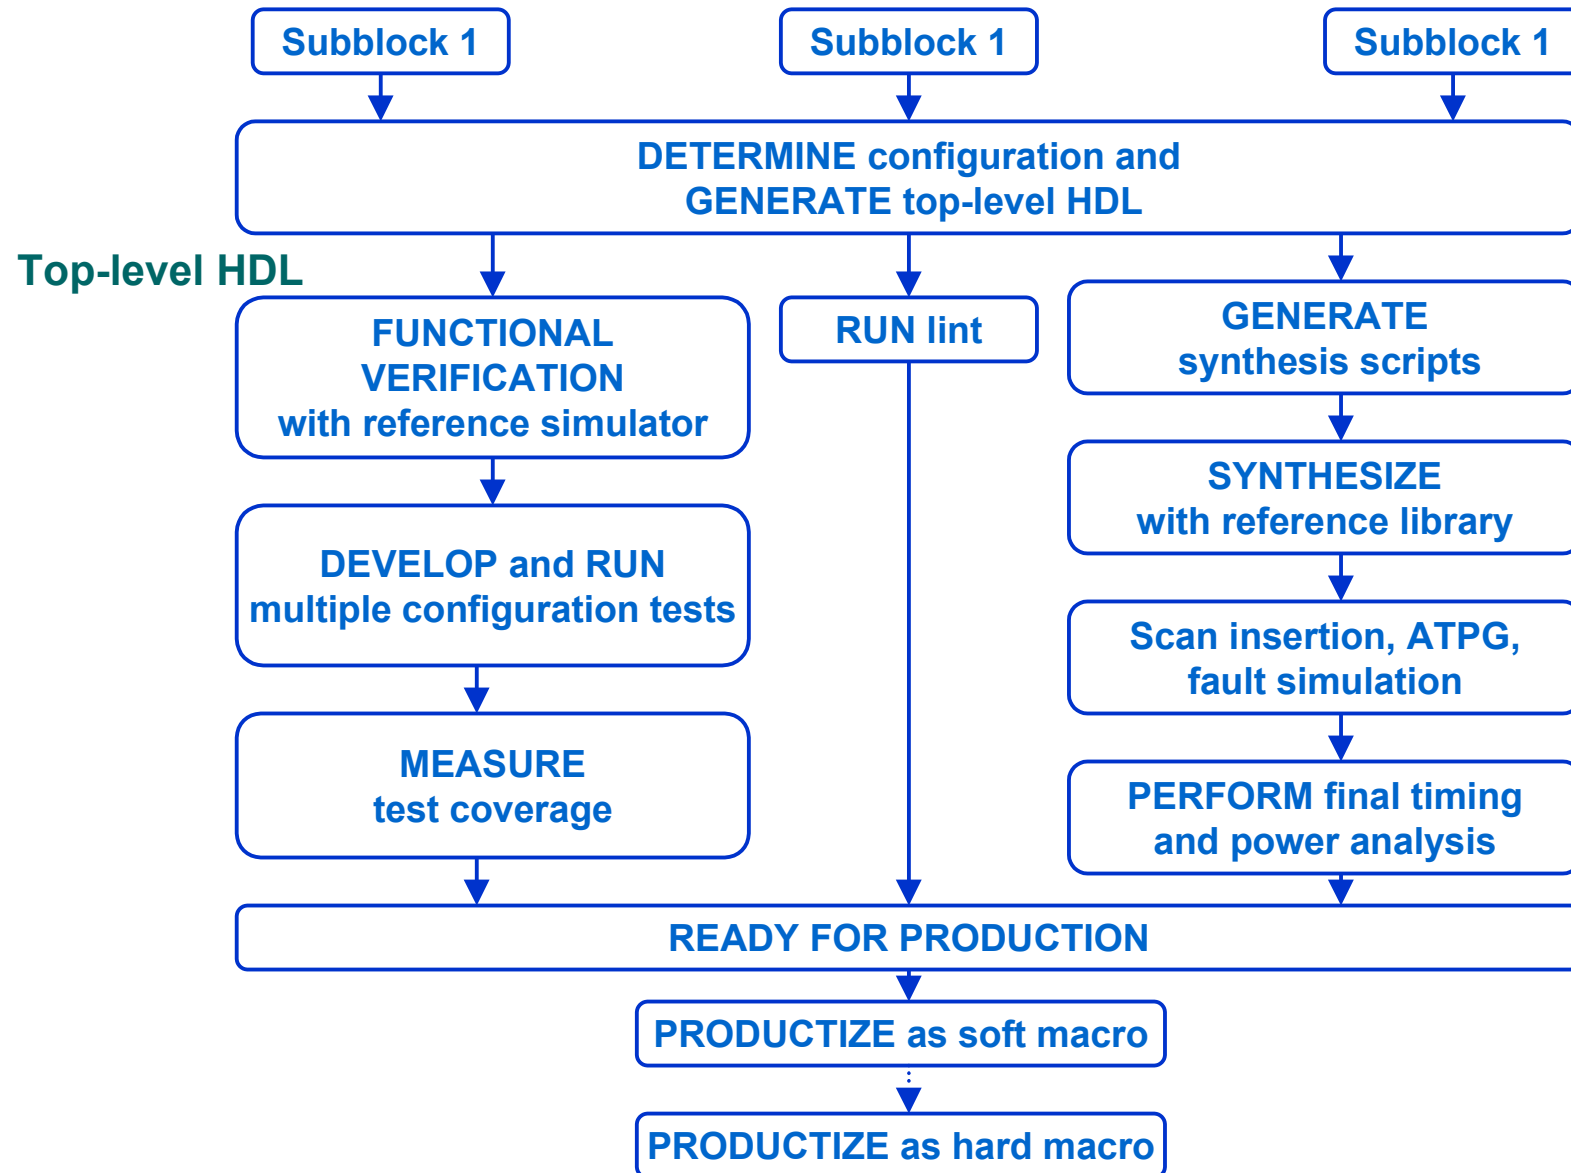 Subblock 1
Subblock 1
Subblock 1
DETERMINE configuration and
GENERATE top-level HDL
Top-level HDL
FUNCTIONAL
VERIFICATION
with reference simulator
RUN lint
GENERATE
synthesis scripts
SYNTHESIZE
with reference library
DEVELOP and RUN
multiple configuration tests
Scan insertion, ATPG,
fault simulation
MEASURE
test coverage
PERFORM final timing
and power analysis
READY FOR PRODUCTION
PRODUCTIZE as soft macro
PRODUCTIZE as hard macro